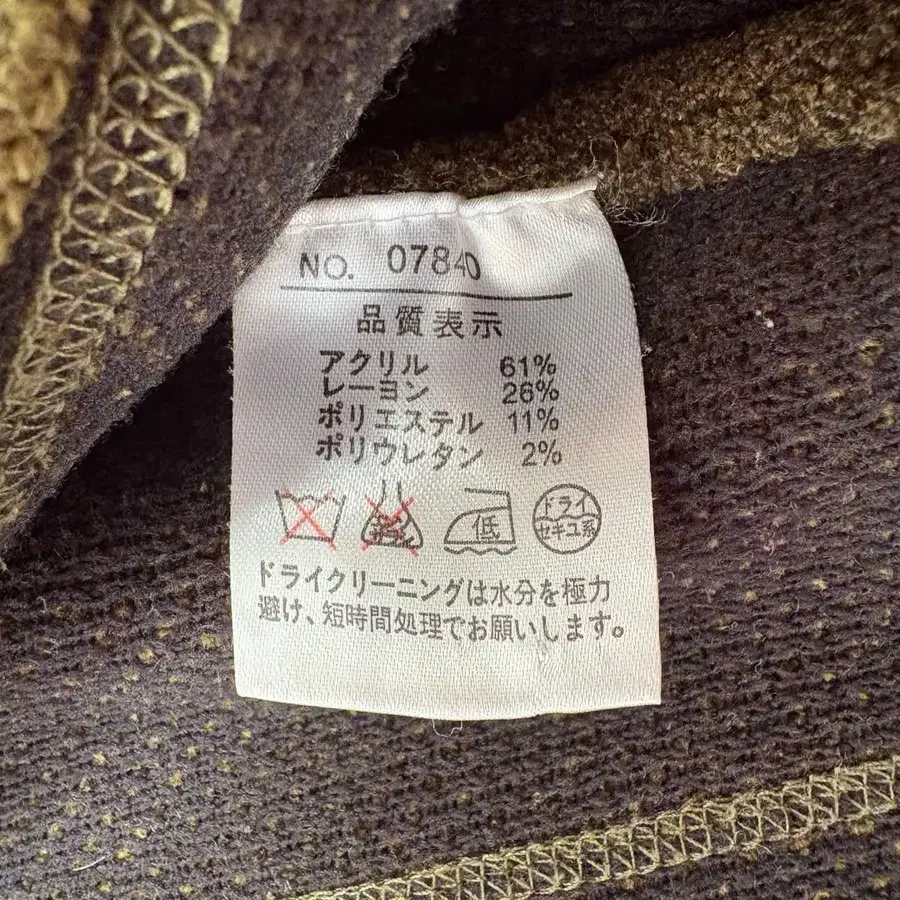 NO. 07840
品質表示
アクリル 61%
レーヨン 26%
ポリエステル 11%
ポリウレタン 2%
低 ドライ
セキユ系
ドライクリーニングは水分を極力
避け、短時間処理でお願いします。